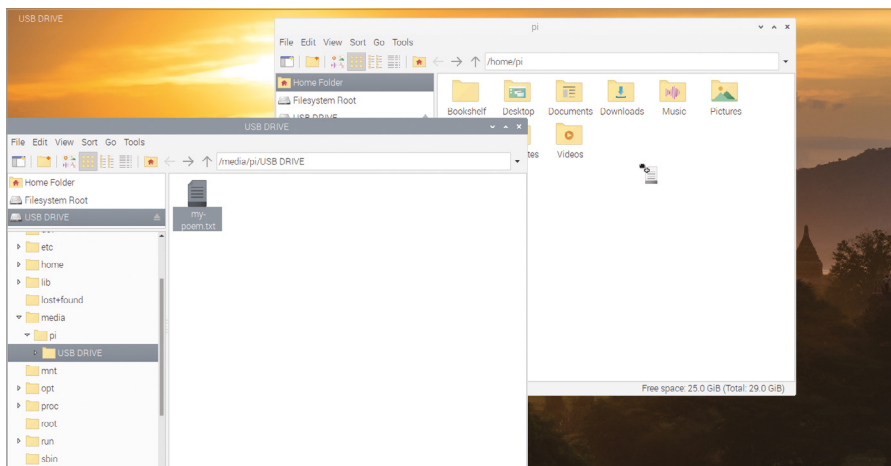 USB DRIVE
pi
File Edit View Sort Go Tools
/home/pi
Home Folder
Filesystem Root
USB DRIVE
Bookshelf Desktop Documents Downloads Music Pictures
Videos
Free space: 25.0 GiB (Total: 29.0 GiB)
USB DRIVE
File Edit View Sort Go Tools
/media/pi/USB DRIVE
Home Folder
Filesystem Root
USB DRIVE
etc
home
lib
lost+found
media
pi
USB DRIVE
mnt
opt
proc
root
run
sbin
my-
poem.txt